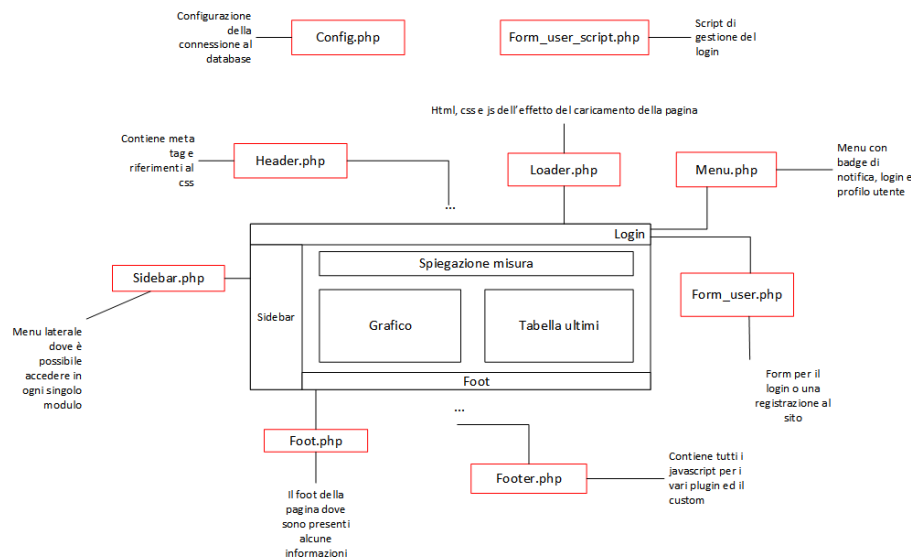 Configurazione
della
connessione al
database
Config.php
Form_user_script.php
Script di
gestione del
login
Html, css e js dell'effetto del caricamento della pagina
Contiene meta
tag e
riferimenti al
css
Header.php
...
Loader.php
Menu.php
Menu con
badge di
notifica, login e
profilo utente
Login
Spiegazione misura
Sidebar.php
Sidebar
Grafico
Tabella ultimi
Form_user.php
Menu laterale
dove è
possibile
accedere in
ogni singolo
modulo
Foot
Form per il
login o una
registrazione al
sito
...
Foot.php
Footer.php
Contiene tutti i
javascript per i
vari plugin ed il
custom
Il foot della
pagina dove
sono presenti
alcune
informazioni